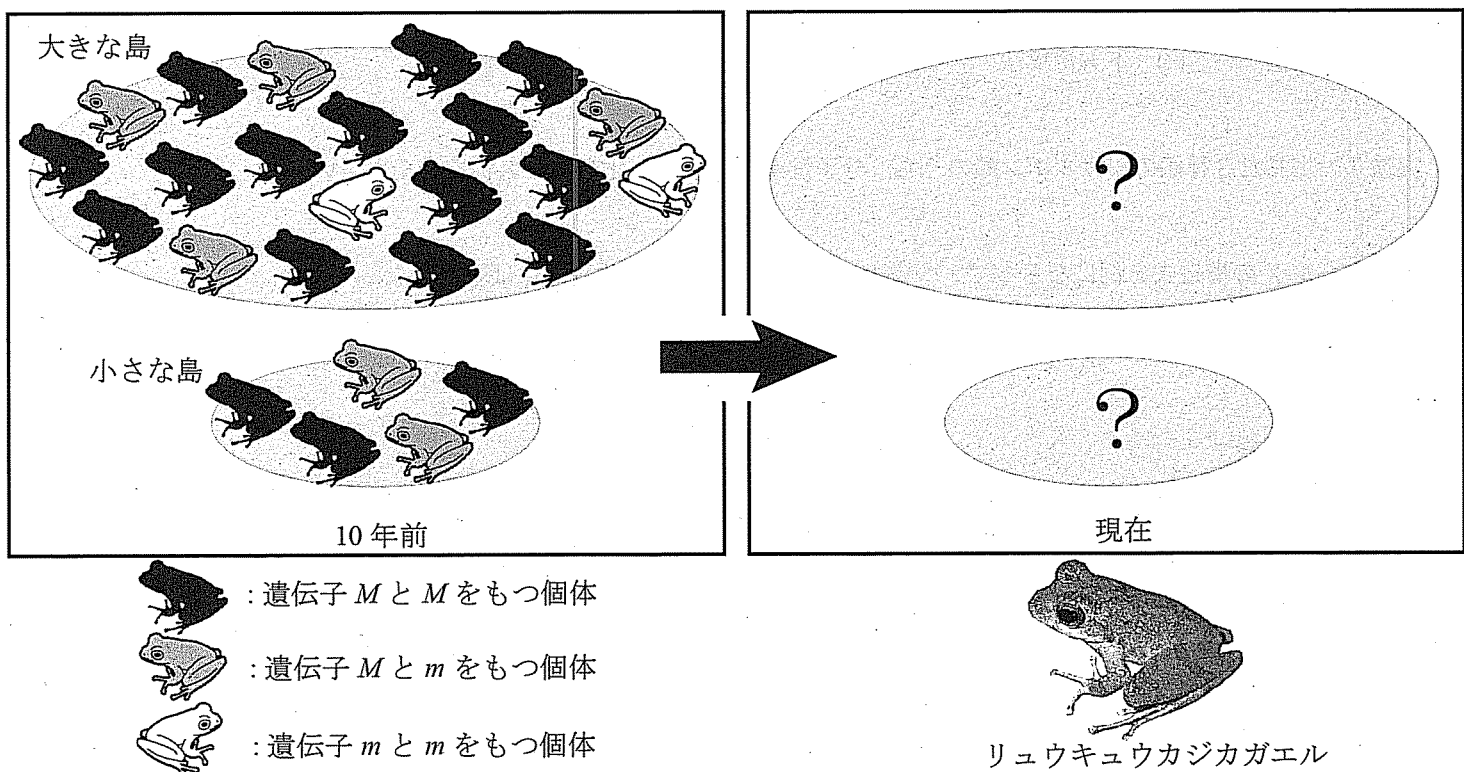 大きな島
?
小さな島
?
10年前
現在
:遺伝子 M と M をもつ個体
:遺伝子 M と m をもつ個体
:遺伝子 m と m をもつ個体
リュウキュウカジカガエル